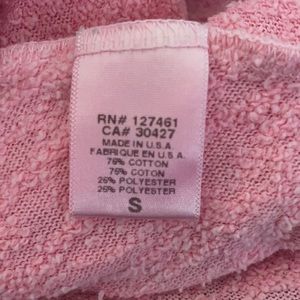 RN# 127461
CA# 30427
MADE IN U.S.A
FABRIQUE EN U.S.A.
75% COTTON
75% COTON
25% POLYESTER
25% POLYESTER
S